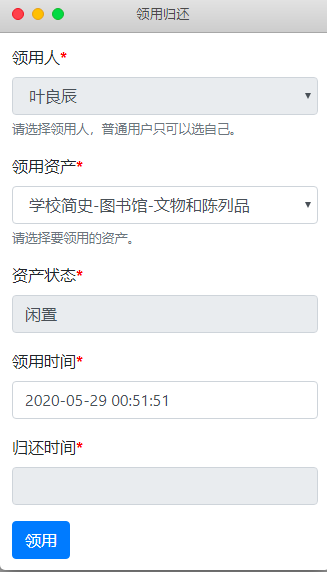 领用归还
领用人*
叶良辰
请选择领用人，普通用户只可以选自己。
领用资产*
学校简史-图书馆-文物和陈列品
请选择要领用的资产。
资产状态*
闲置
领用时间*
2020-05-29 00:51:51
归还时间*
领用